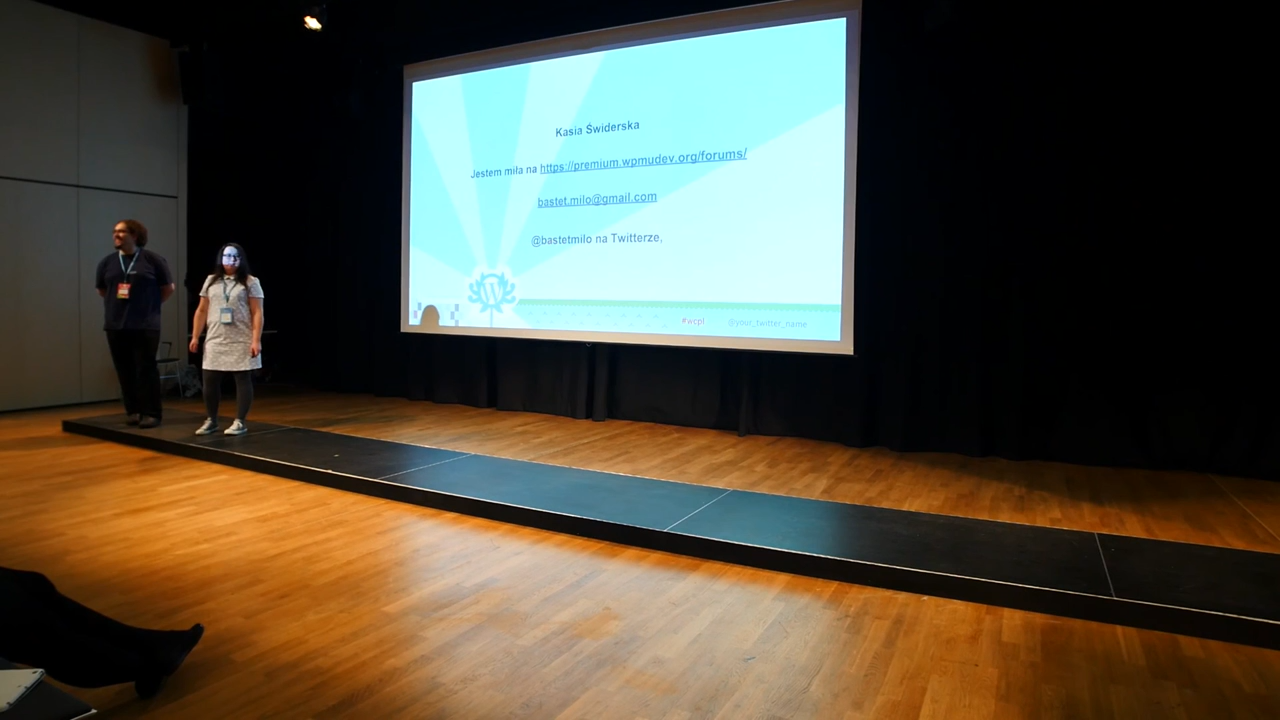 Kasia Świderska
Jestem miła na https://premium.wpmudev.org/forums/
bastet.milo@gmail.com
@bastetmilo na Twitterze,
#wcpl @your_twitter_name